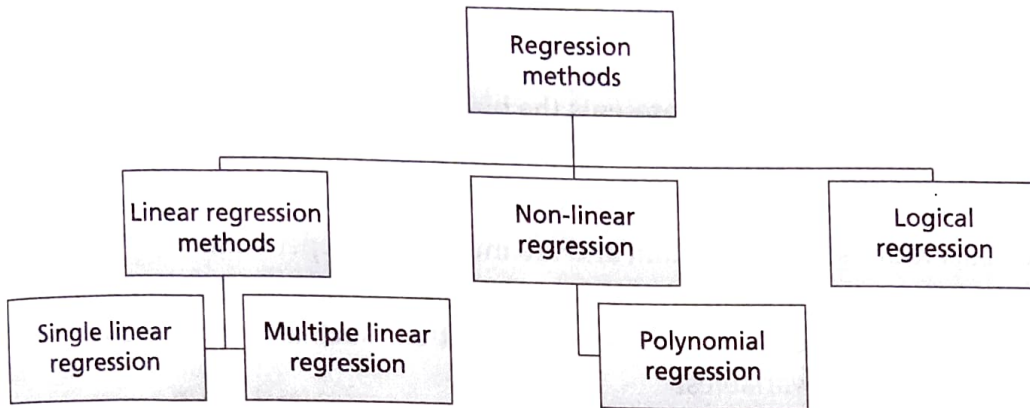 Regression
methods
Linear regression
methods
Non-linear
regression
Logical
regression
Single linear
regression
Multiple linear
regression
Polynomial
regression